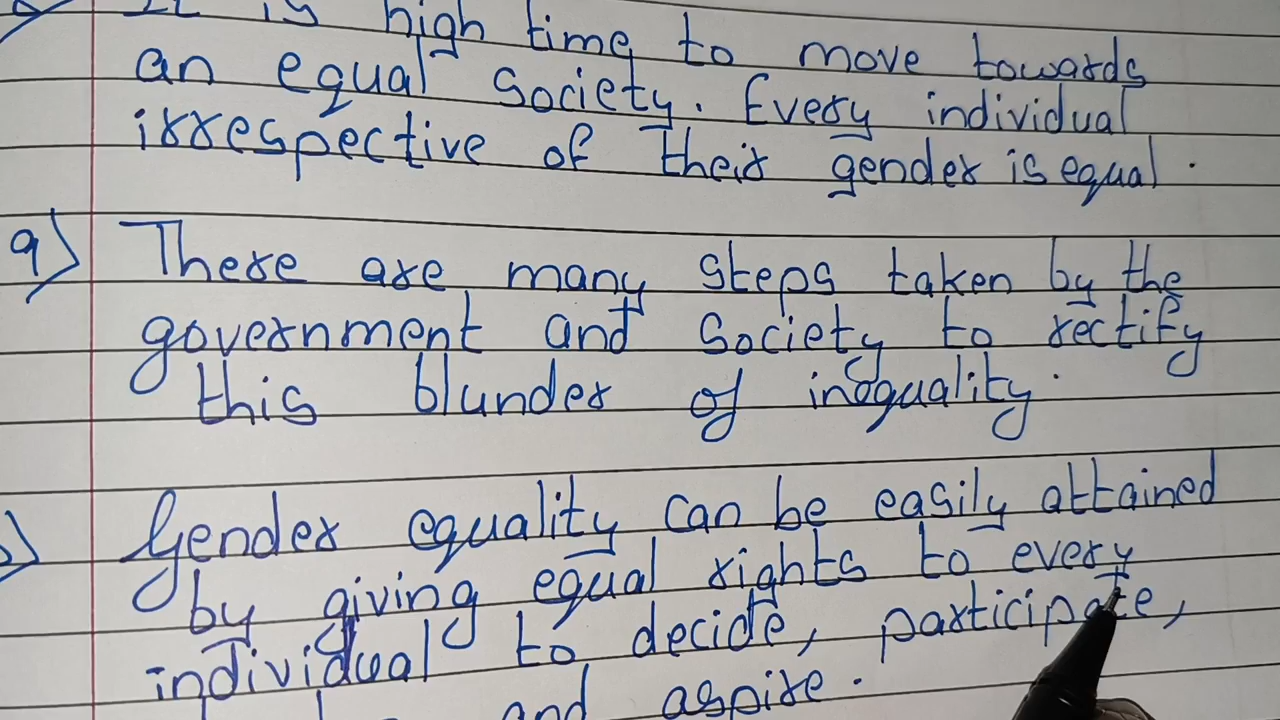 It is high time to move towards
an equal society. Every individual
irrespective of their gender is equal.
9) There are many steps taken by the
government and society to rectify
this blunder of inequality.
Gender equality can be easily attained
by giving equal rights to every
individual to decide, participate,
and aspire.